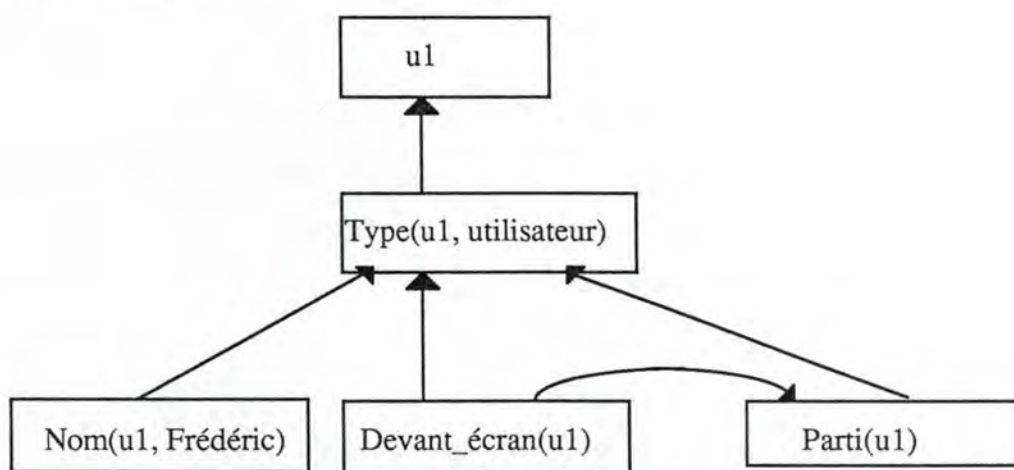 u1
Type(u1, utilisateur)
Nom(u1, Frédéric)
Devant_écran(u1)
Parti(u1)